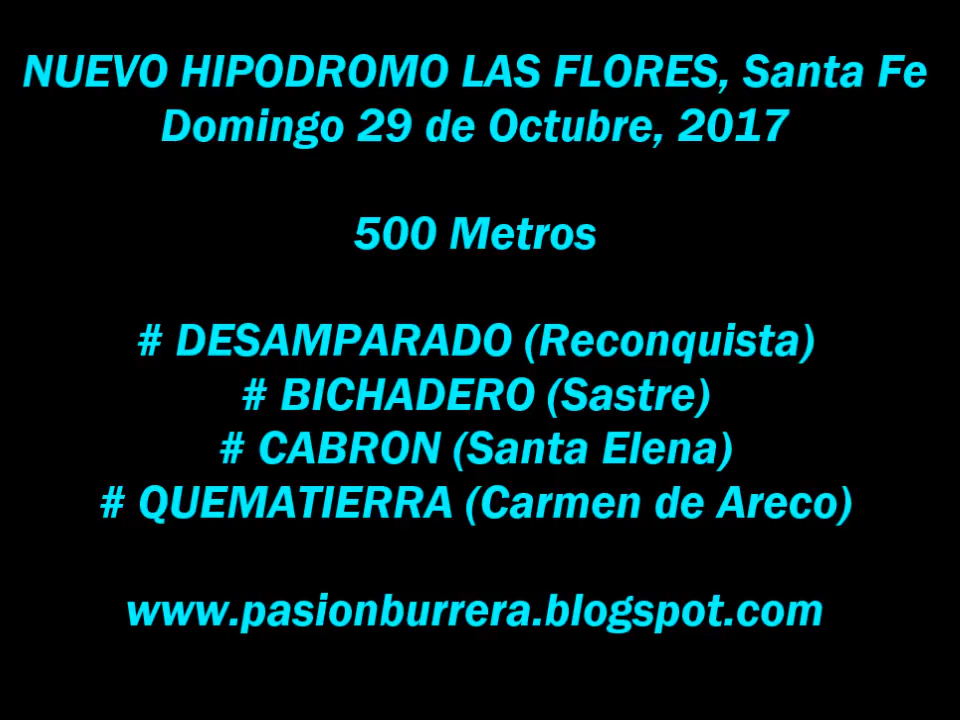 NUEVO HIPODROMO LAS FLORES, Santa Fe
Domingo 29 de Octubre, 2017
500 Metros
# DESAMPARADO (Reconquista)
# BICHADERO (Sastre)
# CABRON (Santa Elena)
# QUEMATIERRA (Carmen de Areco)
www.pasionburrera.blogspot.com